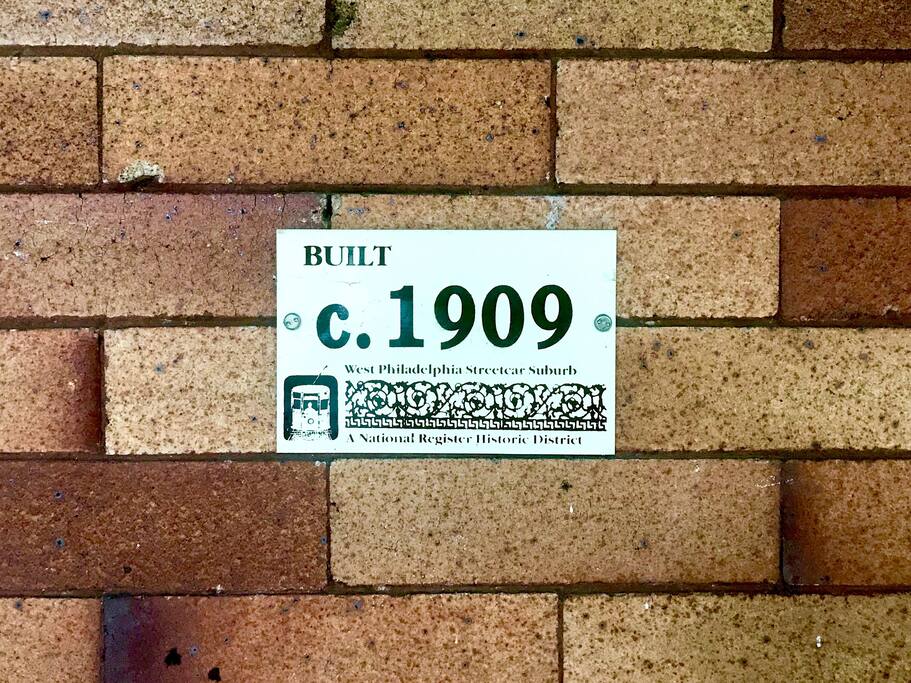 BUILT
c.1909
West Philadelphia Streetcar Suburb
A National Register Historic District